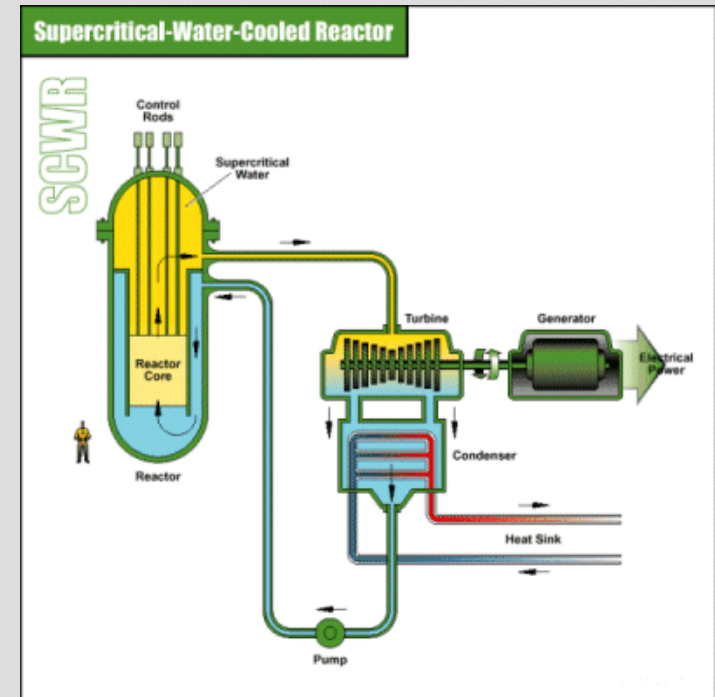 Supercritical-Water-Cooled Reactor
SCWR
Control
Rods
Supercritical
Water
Turbine
Generator
Electrical
Power
Reactor
Core
Condenser
Reactor
Heat Sink
Pump